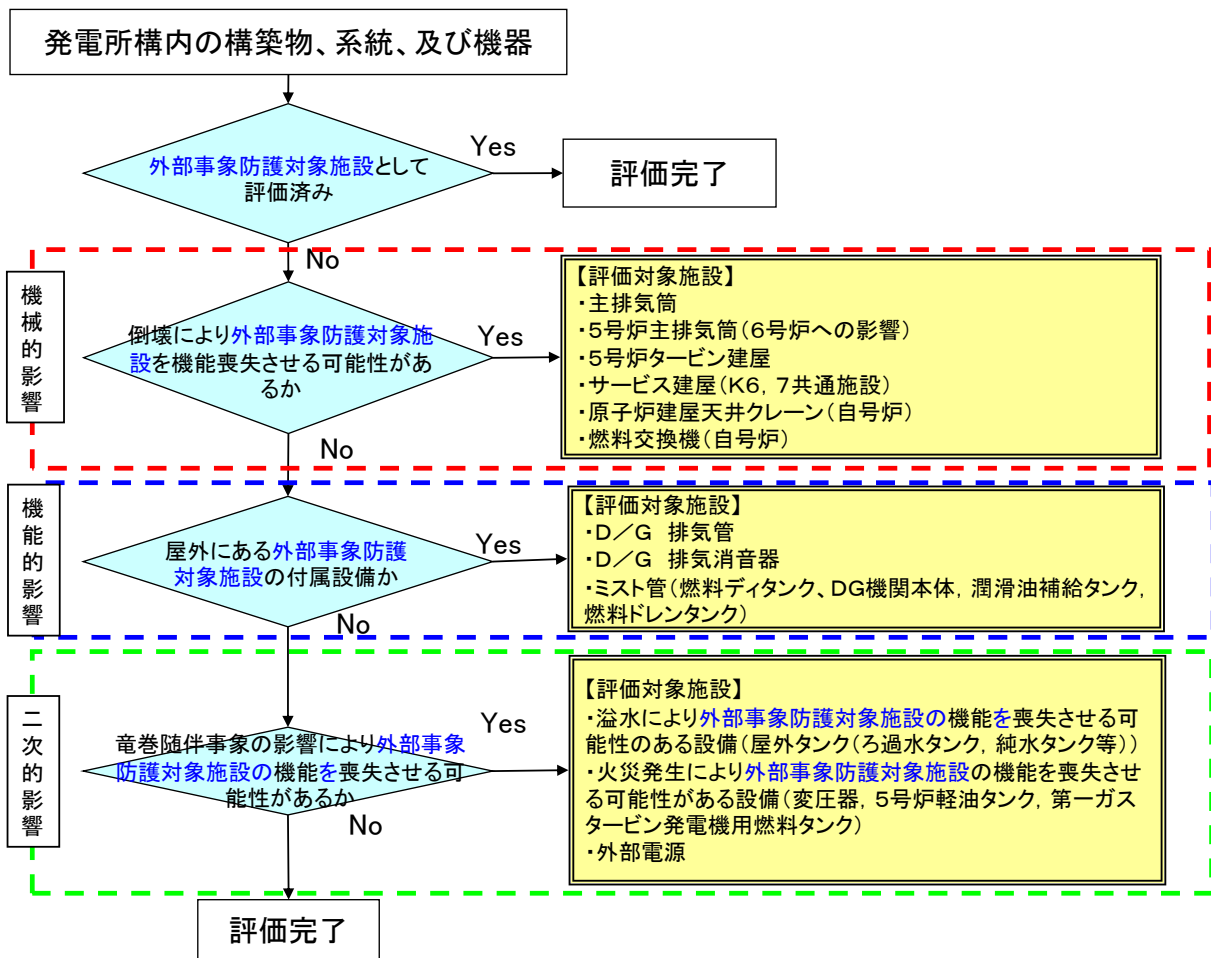 発電所構内の構築物、系統、及び機器
外部事象防護対象施設として
評価済み
Yes
評価完了
No
機
械
的
影
響
倒壊により外部事象防護対象施
設を機能喪失させる可能性があ
るか
Yes
【評価対象施設】
・主排気筒
・5号炉主排気筒(6号炉への影響)
・5号炉タービン建屋
・サービス建屋(K6, 7共通施設)
・原子炉建屋天井クレーン(自号炉)
・燃料交換機(自号炉)
No
機
能
的
影
響
屋外にある外部事象防護
対象施設の付属設備か
Yes
【評価対象施設】
・D/G 排気管
・D/G 排気消音器
・ミスト管(燃料ディタンク、DG機関本体, 潤滑油補給タンク,
燃料ドレンタンク)
No
二
次
的
影
響
竜巻随伴事象の影響により外部事象
防護対象施設の機能を喪失させる可
能性があるか
Yes
【評価対象施設】
・溢水により外部事象防護対象施設の機能を喪失させる可
能性のある設備(屋外タンク(ろ過水タンク, 純水タンク等))
・火災発生により外部事象防護対象施設の機能を喪失させ
る可能性がある設備(変圧器, 5号炉軽油タンク, 第一ガス
タービン発電機用燃料タンク)
・外部電源
No
評価完了